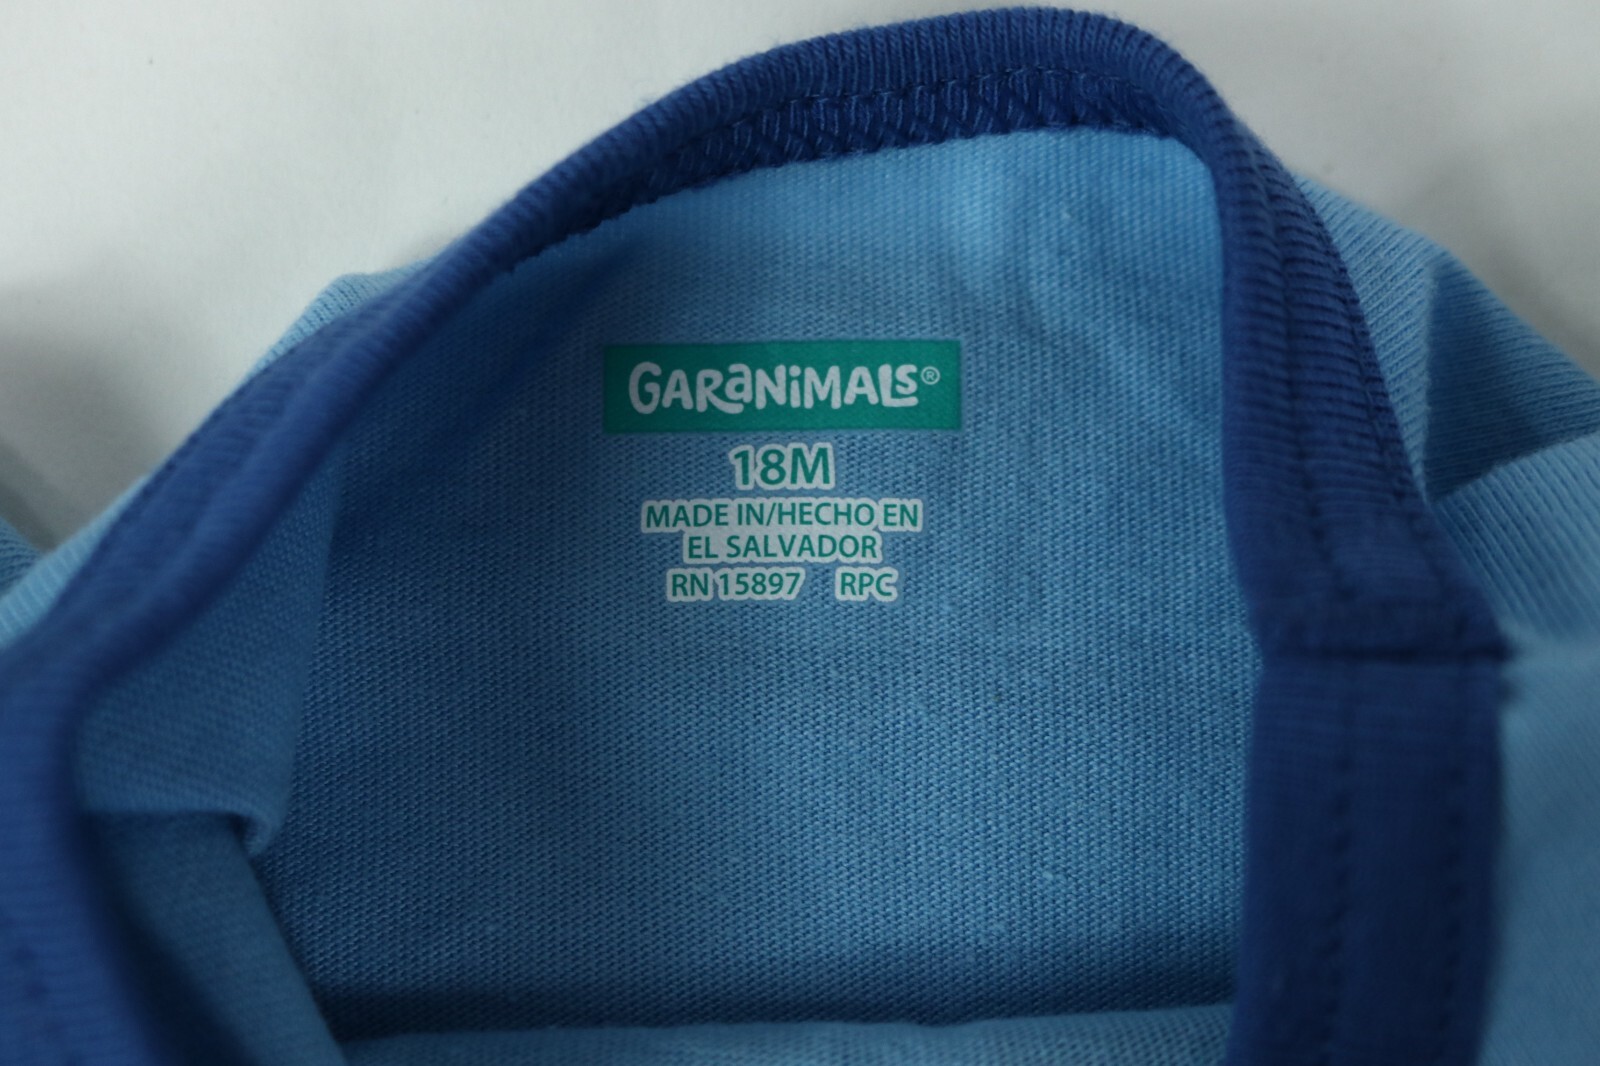 GARaNiMALS®
18M
MADE IN/HECHO EN
EL SALVADOR
RN 15897 RPC